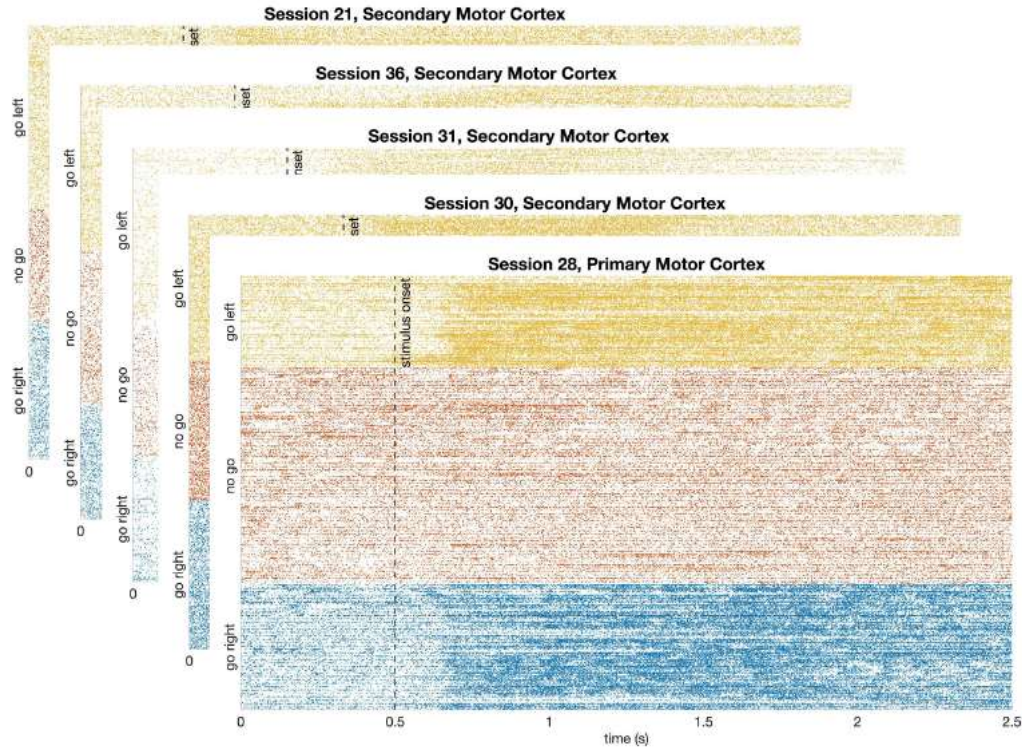 Session 21, Secondary Motor Cortex
set
go left
no go
go right
0
Session 36, Secondary Motor Cortex
nset
go left
no go
go right
0
Session 31, Secondary Motor Cortex
nset
go left
no go
go right
0
Session 30, Secondary Motor Cortex
set
go left
no go
go right
0
Session 28, Primary Motor Cortex
stimulus onset
go left
no go
go right
0 0.5 1 1.5 2 2.5
time (s)